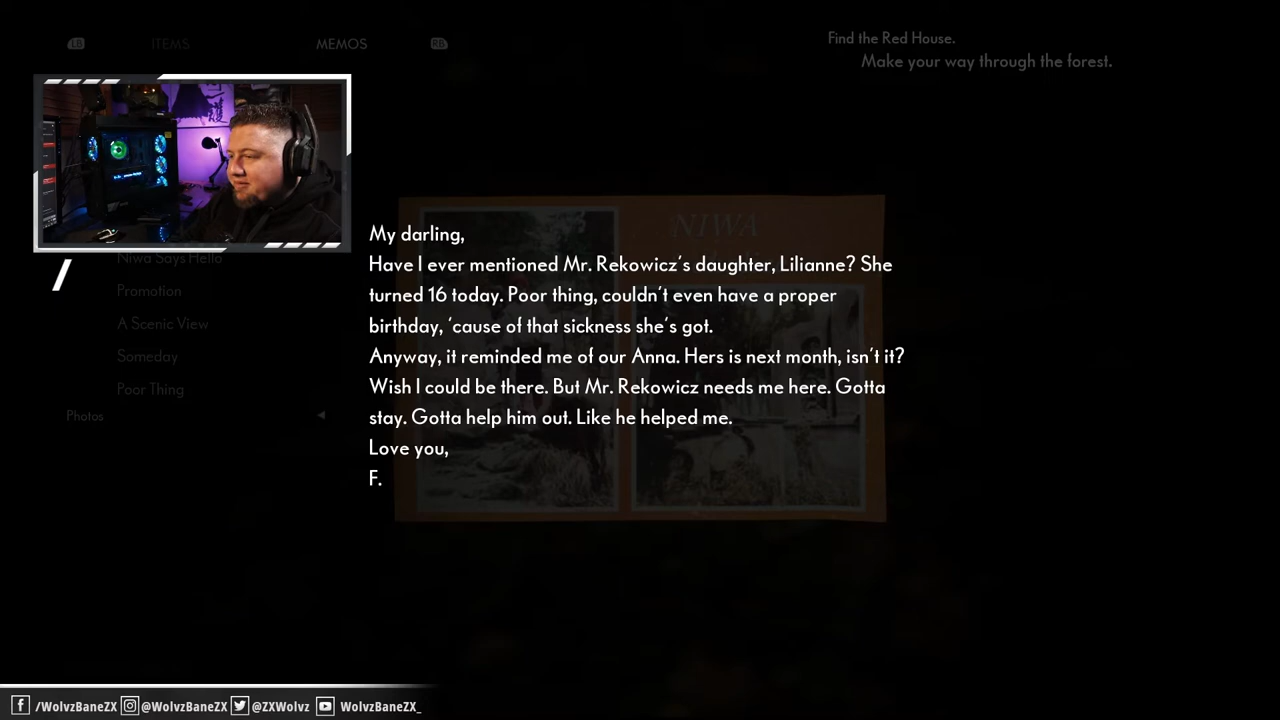 LB ITEMS MEMOS RB
Find the Red House.
Make your way through the forest.
NIWA
My darling,
Have I ever mentioned Mr. Rekowicz's daughter, Lilianne? She
turned 16 today. Poor thing, couldn't even have a proper
birthday, 'cause of that sickness she's got.
Anyway, it reminded me of our Anna. Hers is next month, isn't it?
Wish I could be there. But Mr. Rekowicz needs me here. Gotta
stay. Gotta help him out. Like he helped me.
Love you,
F.
Niwa Says Hello
Promotion
A Scenic View
Someday
Poor Thing
Photos
/WolvzBaneZX @WolvzBaneZX @ZXWolvz WolvzBaneZX_